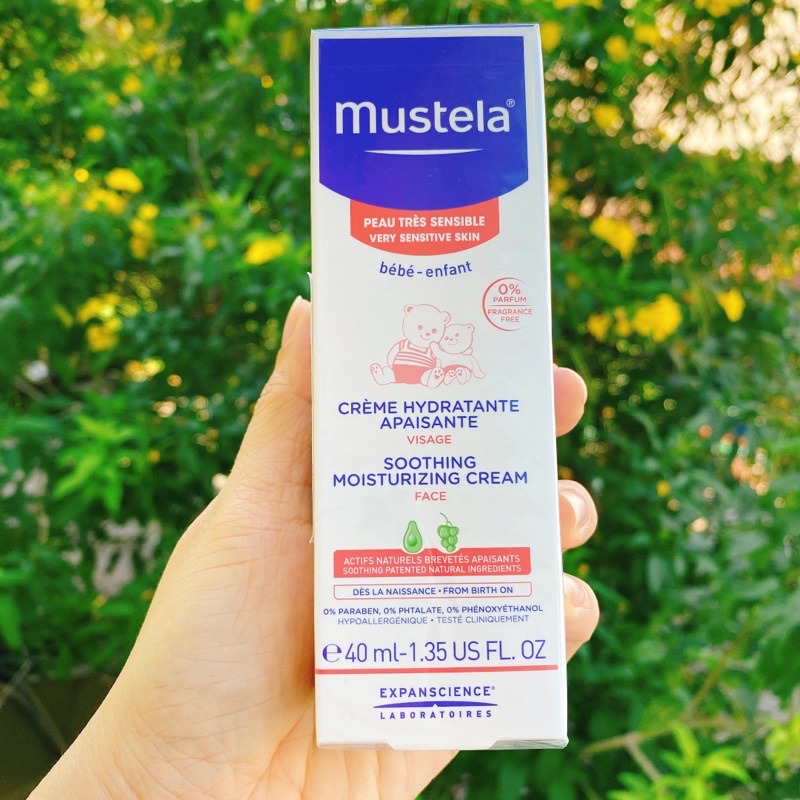 mustela®
PEAU TRÈS SENSIBLE
VERY SENSITIVE SKIN
bébé-enfant
0%
PARFUM
FRAGRANCE
FREE
CRÈME HYDRATANTE
APAISANTE
VISAGE
SOOTHING
MOISTURIZING CREAM
FACE
ACTIFS NATURELS BREVETÉS APAISANTS
SOOTHING PATENTED NATURAL INGREDIENTS
DÈS LA NAISSANCE • FROM BIRTH ON
0% PARABEN, 0% PHTALATE, 0% PHÉNOXYÉTHANOL
HYPOALLERGÉNIQUE • TESTÉ CLINIQUEMENT
℮ 40 ml-1.35 US FL. OZ
EXPANSCIENCE®
LABORATOIRES